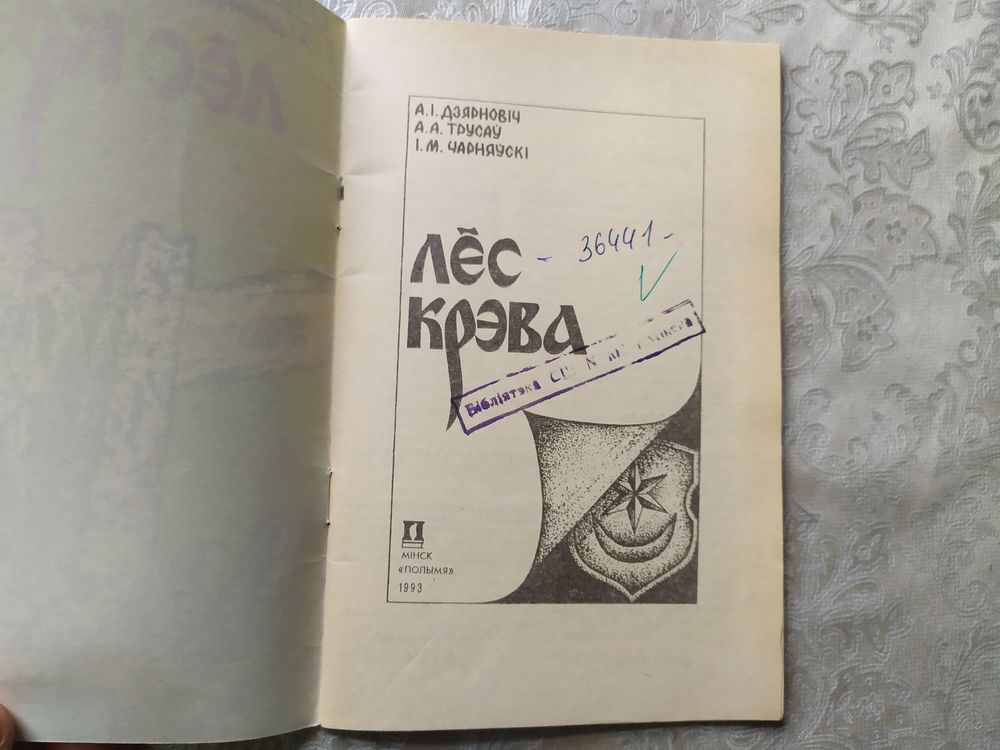 А.І. ДЗЯРНОВІЧ
А.А. ТРУСАЎ
І.М. ЧАРНЯЎСКІ
ЛЁС
КРЭВА
- 36441 -
Бібліятэка
МІНСК
«ПОЛЫМЯ»
1993